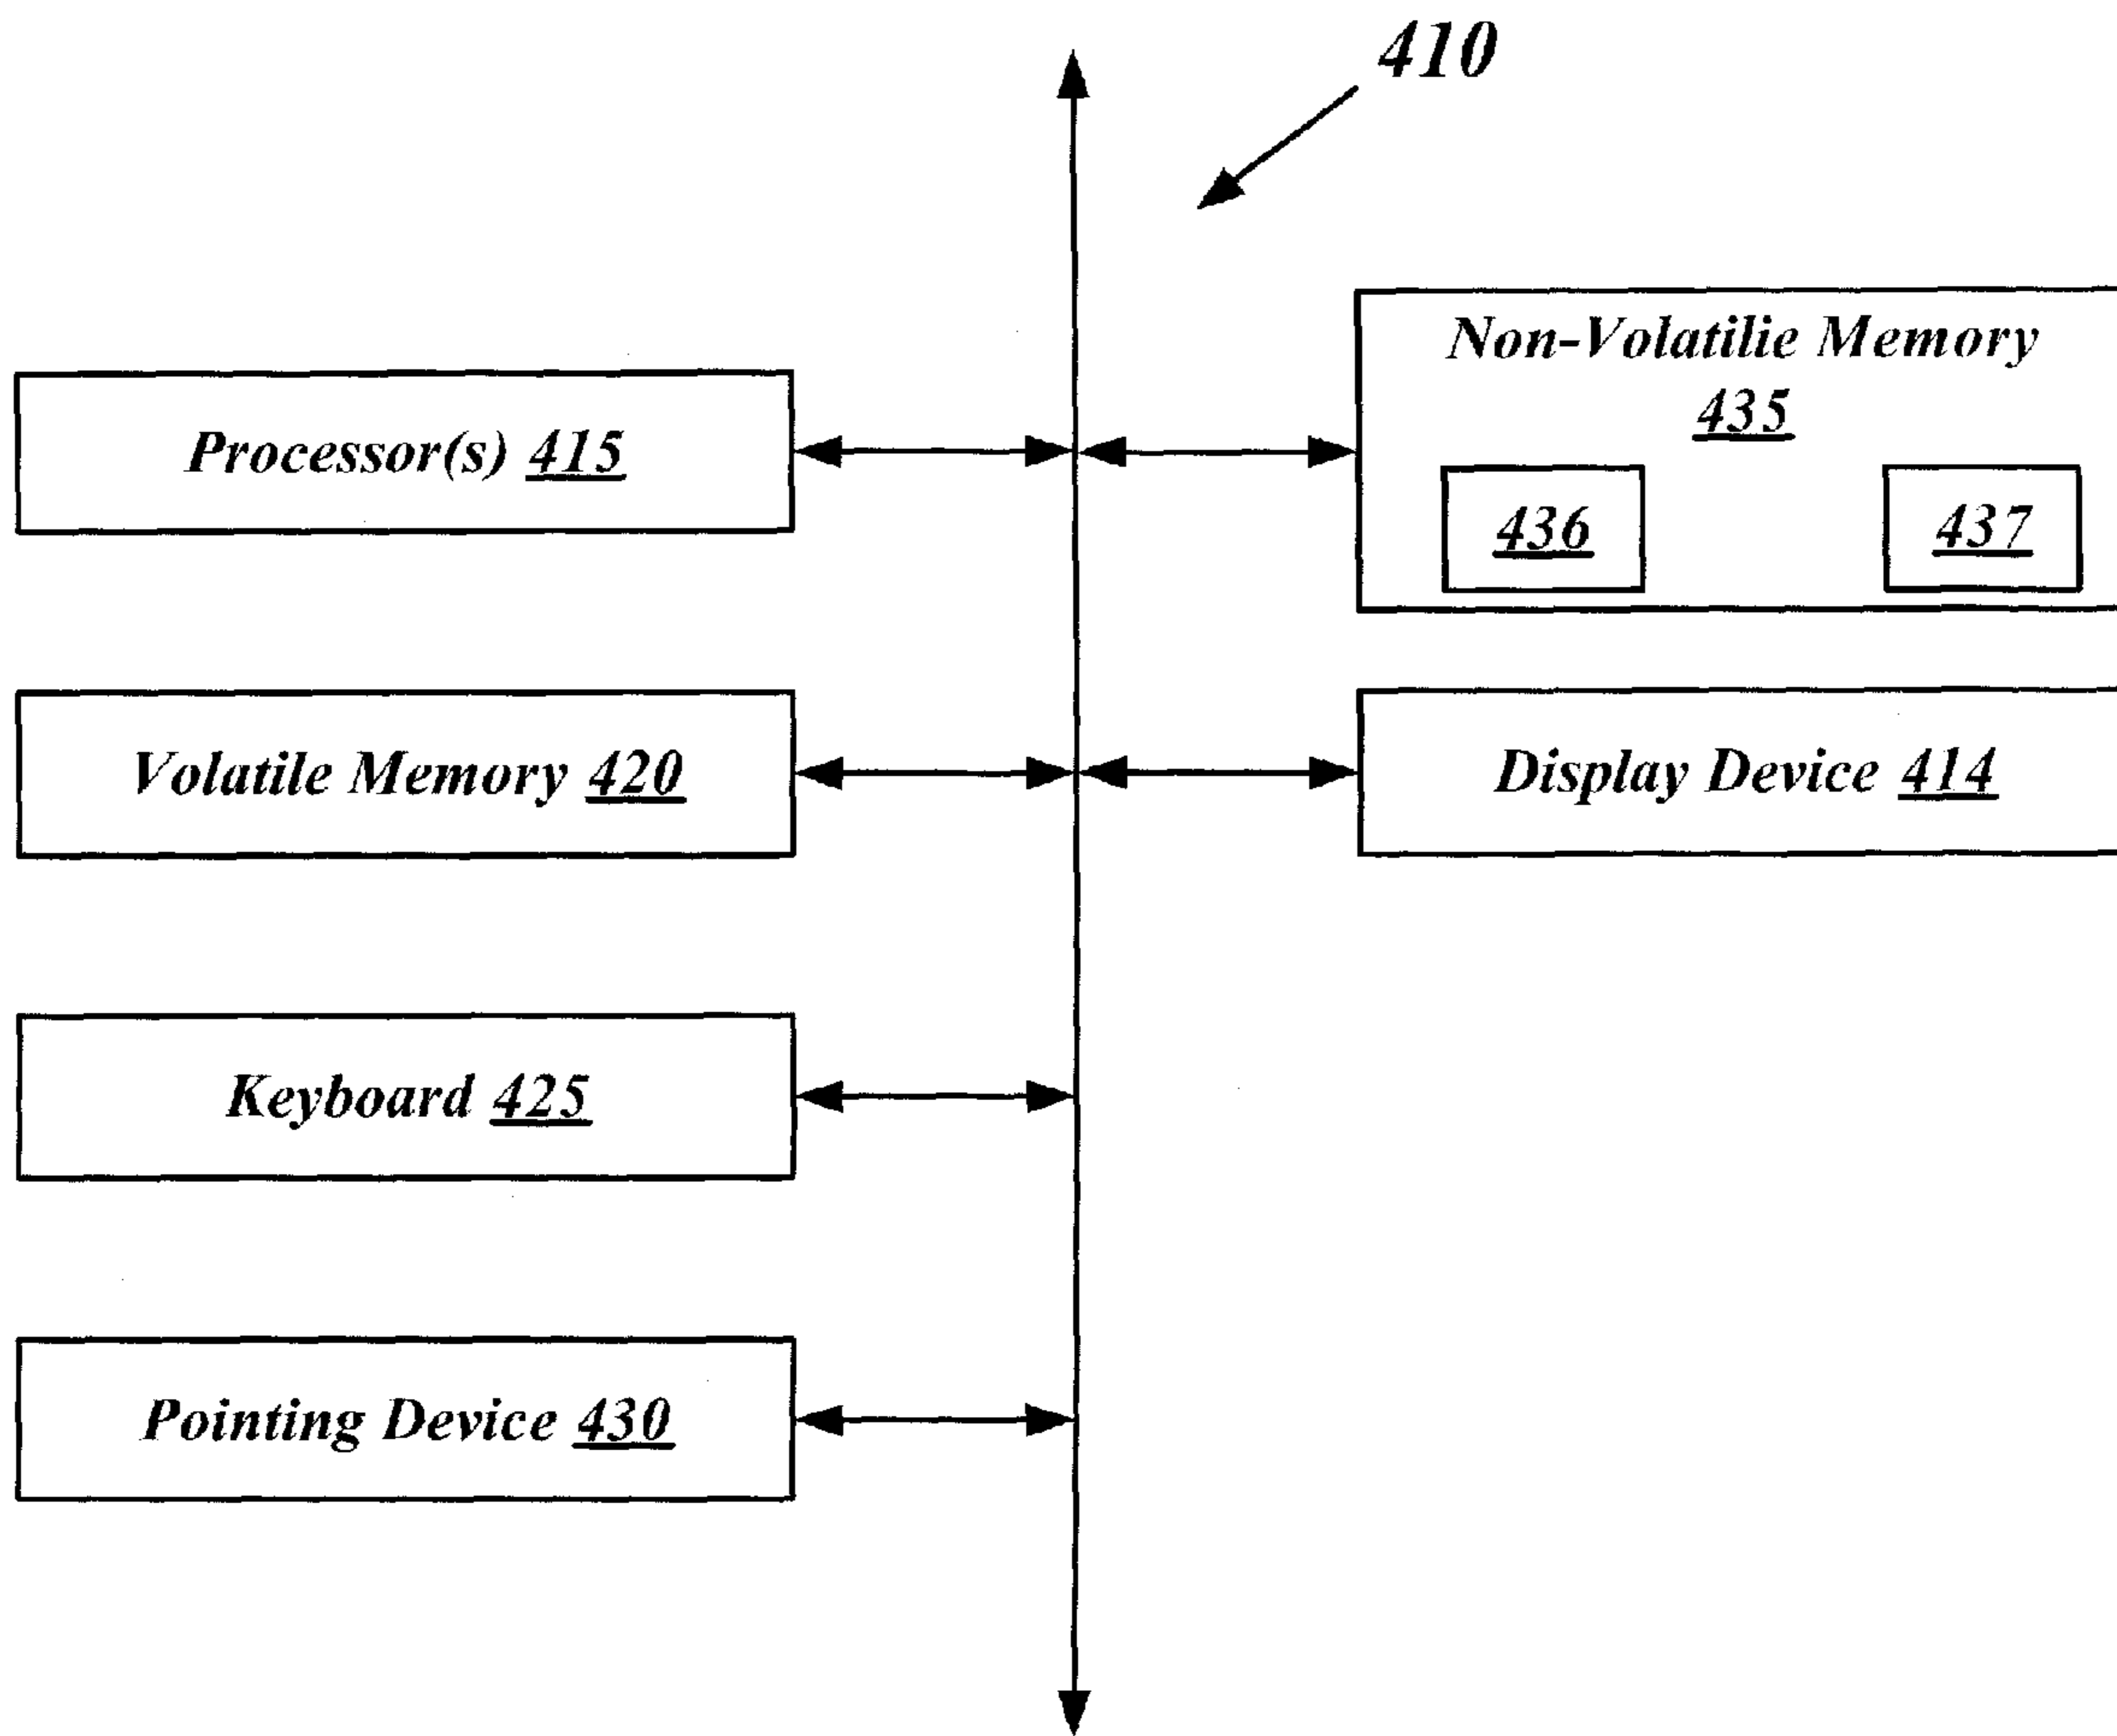 410
Processor(s) 415
Non-Volatilie Memory
435
436
437
Volatile Memory 420
Display Device 414
Keyboard 425
Pointing Device 430